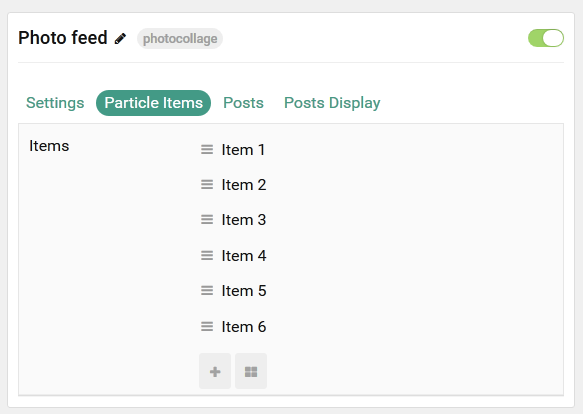 Photo feed photocollage
Settings Particle Items Posts Posts Display
Items
Item 1
Item 2
Item 3
Item 4
Item 5
Item 6